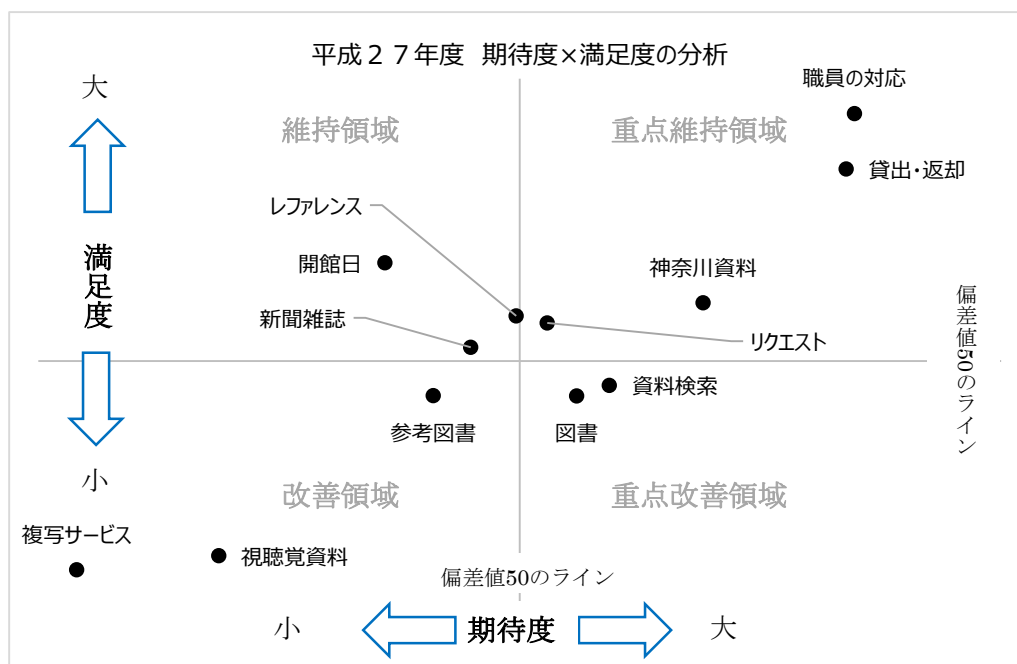 平成２７年度 期待度×満足度の分析
大
職員の対応
維持領域
重点維持領域
貸出・返却
レファレンス
開館日
神奈川資料
満足度
新聞雑誌
リクエスト
偏差値50のライン
資料検索
参考図書
図書
小
改善領域
重点改善領域
複写サービス
視聴覚資料
偏差値50のライン
小
期待度
大